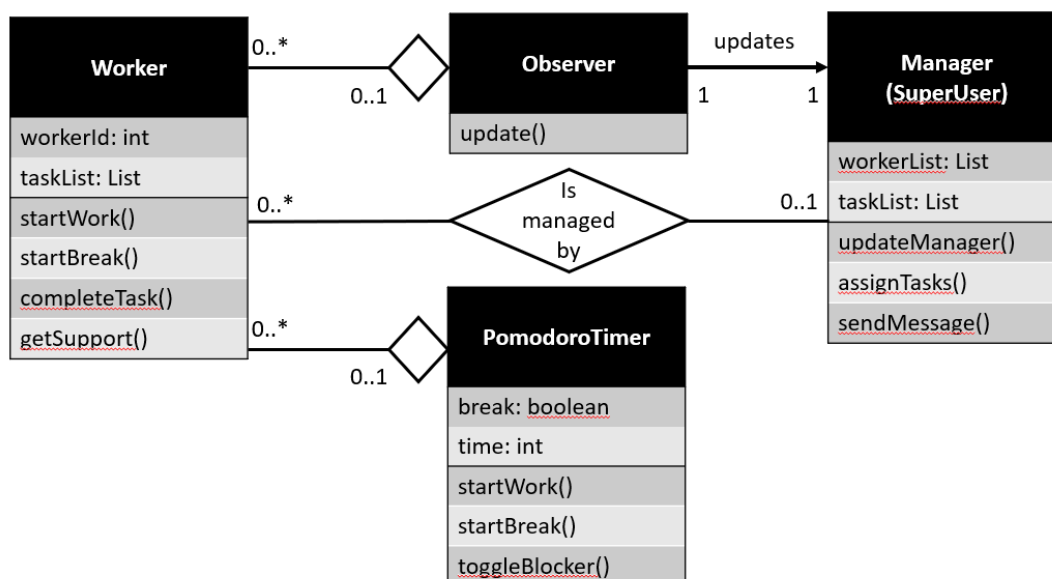 Worker
workerId: int
taskList: List
startWork()
startBreak()
completeTask()
getSupport()
0..*
0..1
Observer
update()
updates
1
1
Manager
(SuperUser)
workerList: List
taskList: List
updateManager()
assignTasks()
sendMessage()
0..*
Is
managed
by
0..1
0..*
0..1
PomodoroTimer
break: boolean
time: int
startWork()
startBreak()
toggleBlocker()